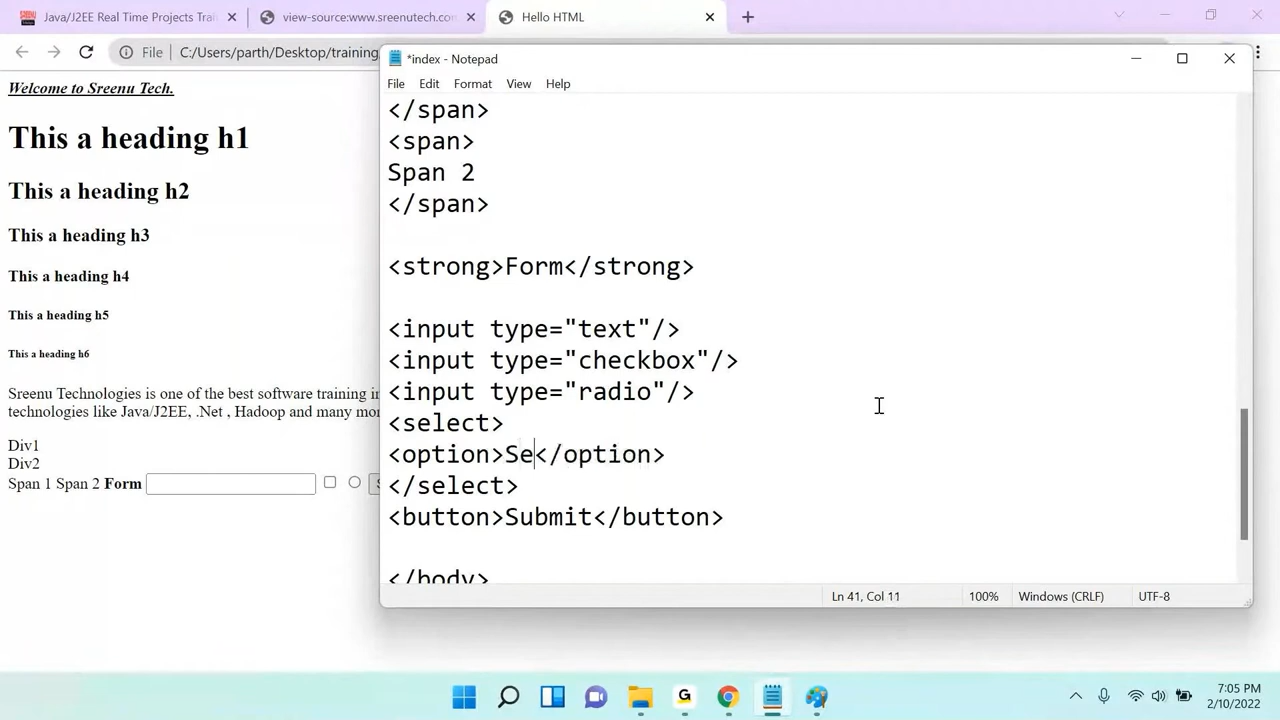 Java/J2EE Real Time Projects Trai
view-source:www.sreenutech.com
Hello HTML
File
C:/Users/parth/Desktop/training
*index - Notepad
File Edit Format View Help
Welcome to Sreenu Tech.
This a heading h1
This a heading h2
This a heading h3
This a heading h4
This a heading h5
This a heading h6
Sreenu Technologies is one of the best software training in
technologies like Java/J2EE, .Net , Hadoop and many mor
Div1
Div2
Span 1 Span 2 Form
S
</span>
<span>
Span 2
</span>
<strong>Form</strong>
<input type="text"/>
<input type="checkbox"/>
<input type="radio"/>
<select>
<option>Se</option>
</select>
<button>Submit</button>
</body>
Ln 41, Col 11
100%
Windows (CRLF)
UTF-8
G
7:05 PM
2/10/2022